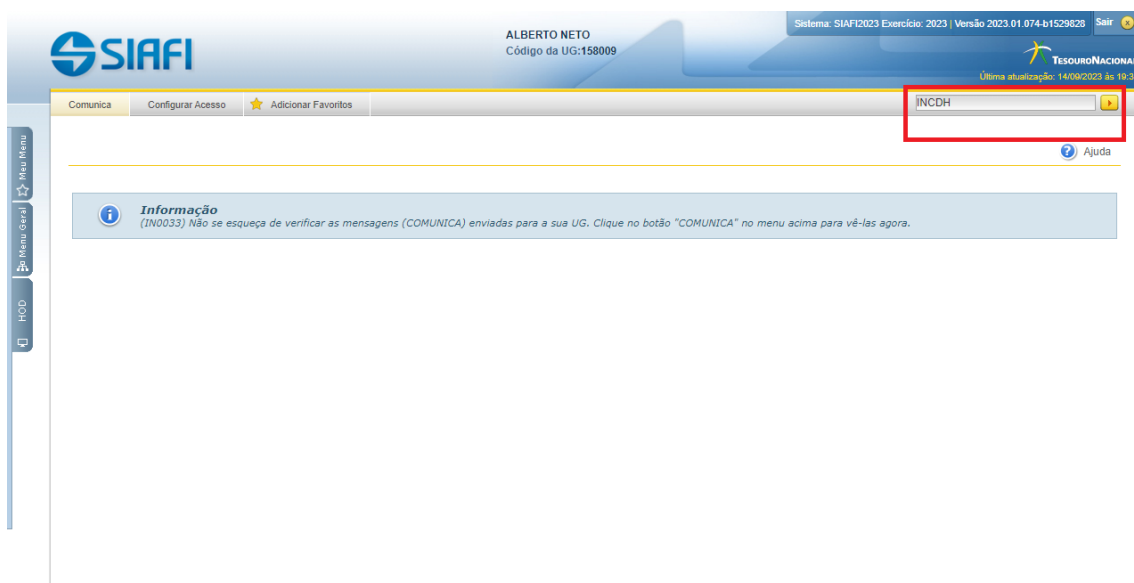 Sistema: SIAFI2023 Exercício: 2023 | Versão 2023.01.074-b1529828 Sair
SIAFI
ALBERTO NETO
Código da UG:158009
TESOURONACIONAL
Última atualização: 14/09/2023 às 19:3
Comunica Configurar Acesso Adicionar Favoritos INCDH
Ajuda
Meu Menu
Menu Geral
HOD
Informação
(IN0033) Não se esqueça de verificar as mensagens (COMUNICA) enviadas para a sua UG. Clique no botão "COMUNICA" no menu acima para vê-las agora.